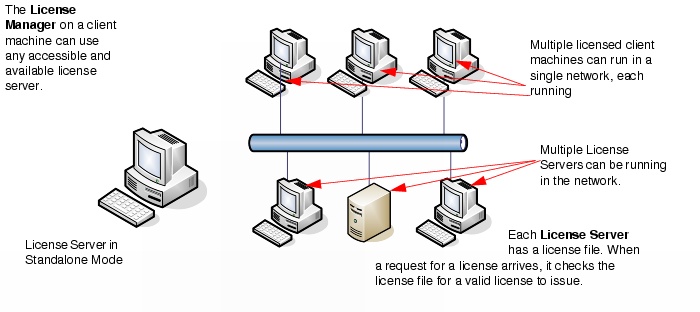 The License
Manager on a client
machine can use
any accessible and
available license
server.
Multiple licensed client
machines can run in a
single network, each
running
Multiple License
Servers can be running
in the network.
License Server in
Standalone Mode
Each License Server
has a license file. When
a request for a license arrives, it checks the
license file for a valid license to issue.